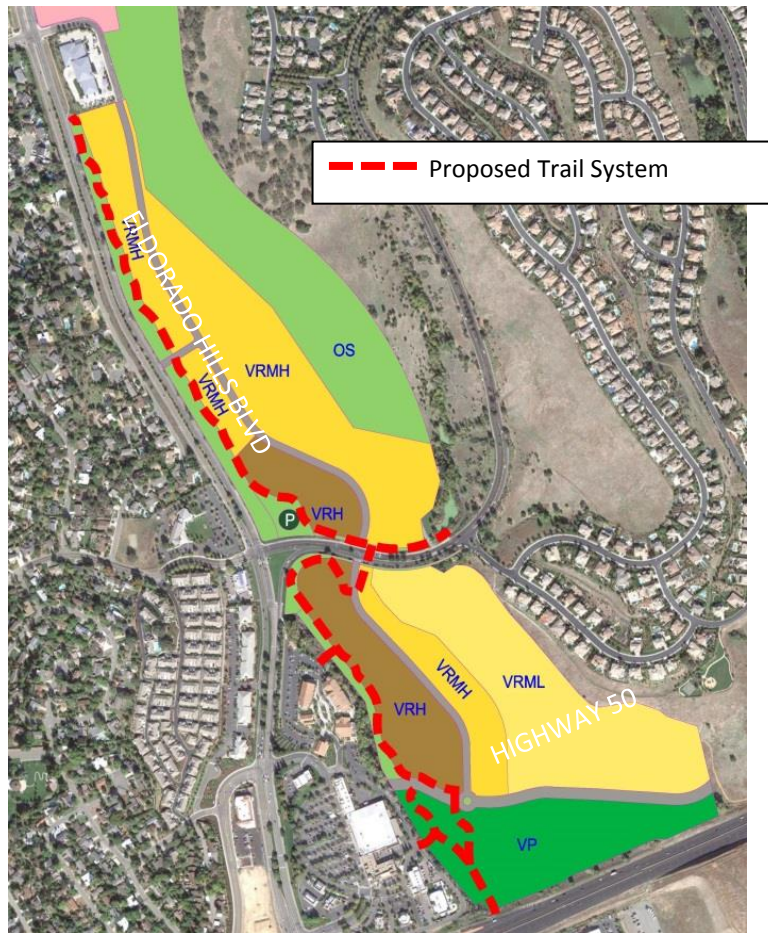 Proposed Trail System
El DORADO HILLS BLVD
VRMH
OS
VRMH
VRMH
P
VRH
VRMH
VRML
VRH
HIGHWAY 50
VP